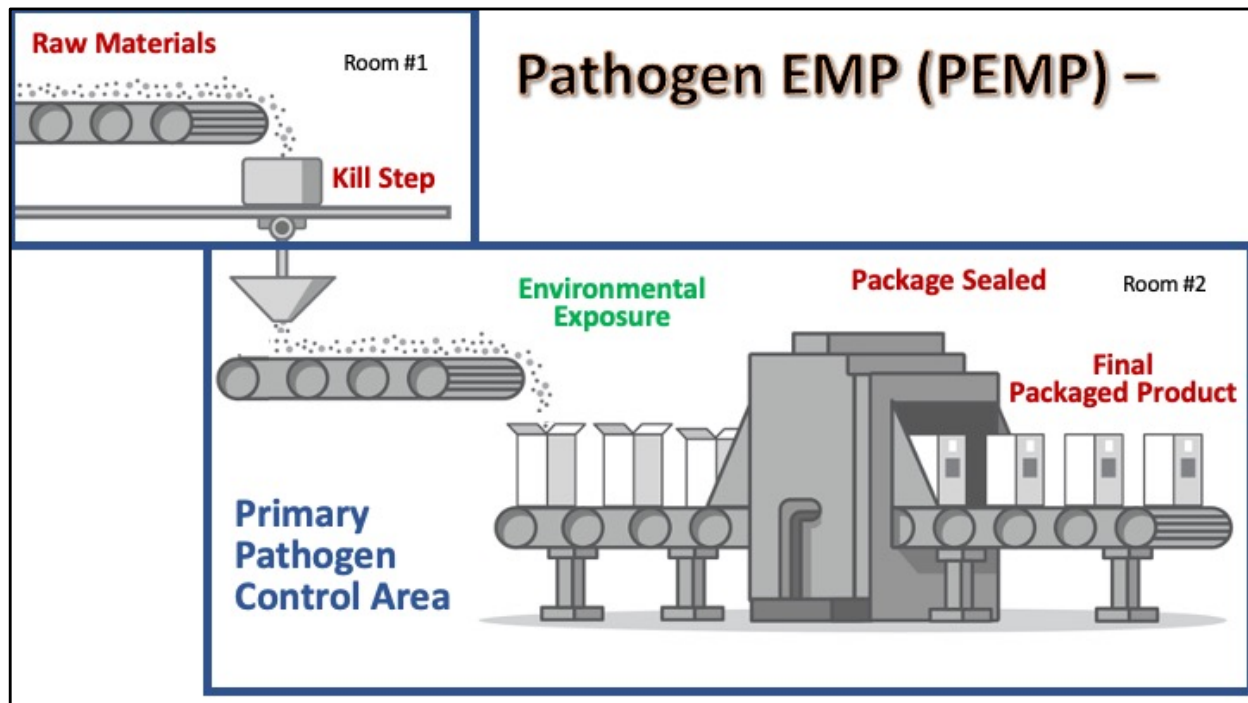 Raw Materials
Room #1
Pathogen EMP (PEMP) –
Kill Step
Environmental
Exposure
Package Sealed
Room #2
Final
Packaged Product
Primary
Pathogen
Control Area